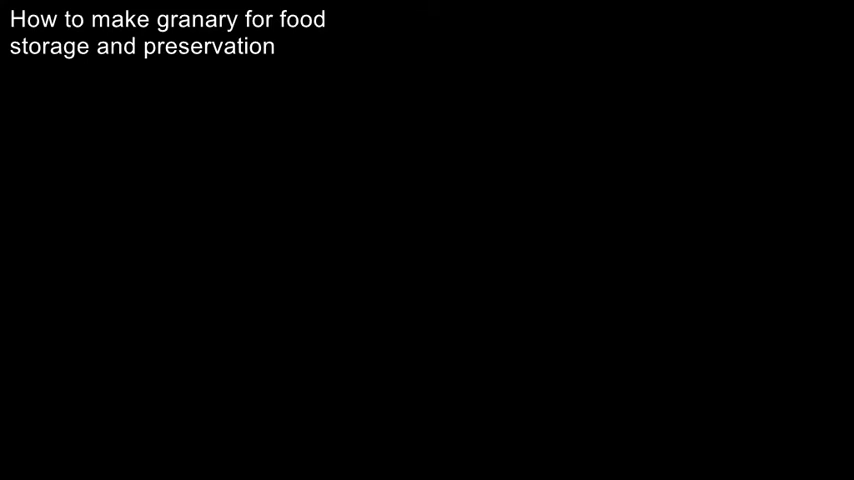 How to make granary for food
storage and preservation